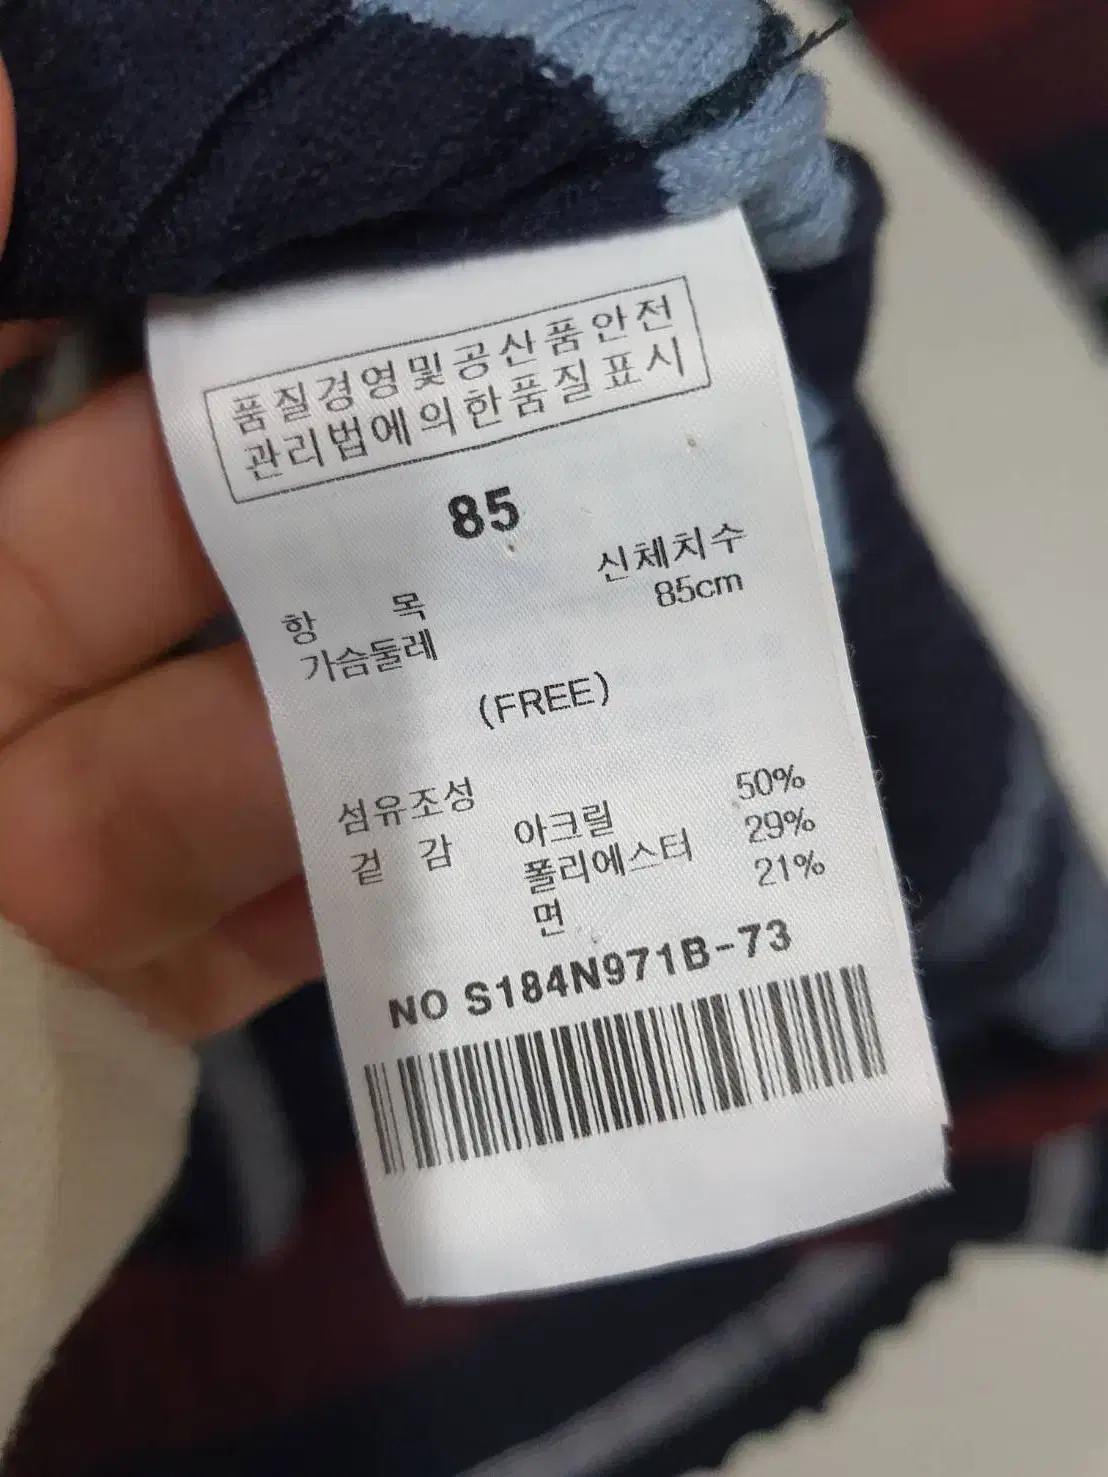 품질경영및공산품안전
관리법에의한품질표시
85
항 목 신체치수
가슴둘레 85cm
(FREE)
섬유조성
겉 감 아크릴 50%
폴리에스터 29%
면 21%
NO S184N971B-73